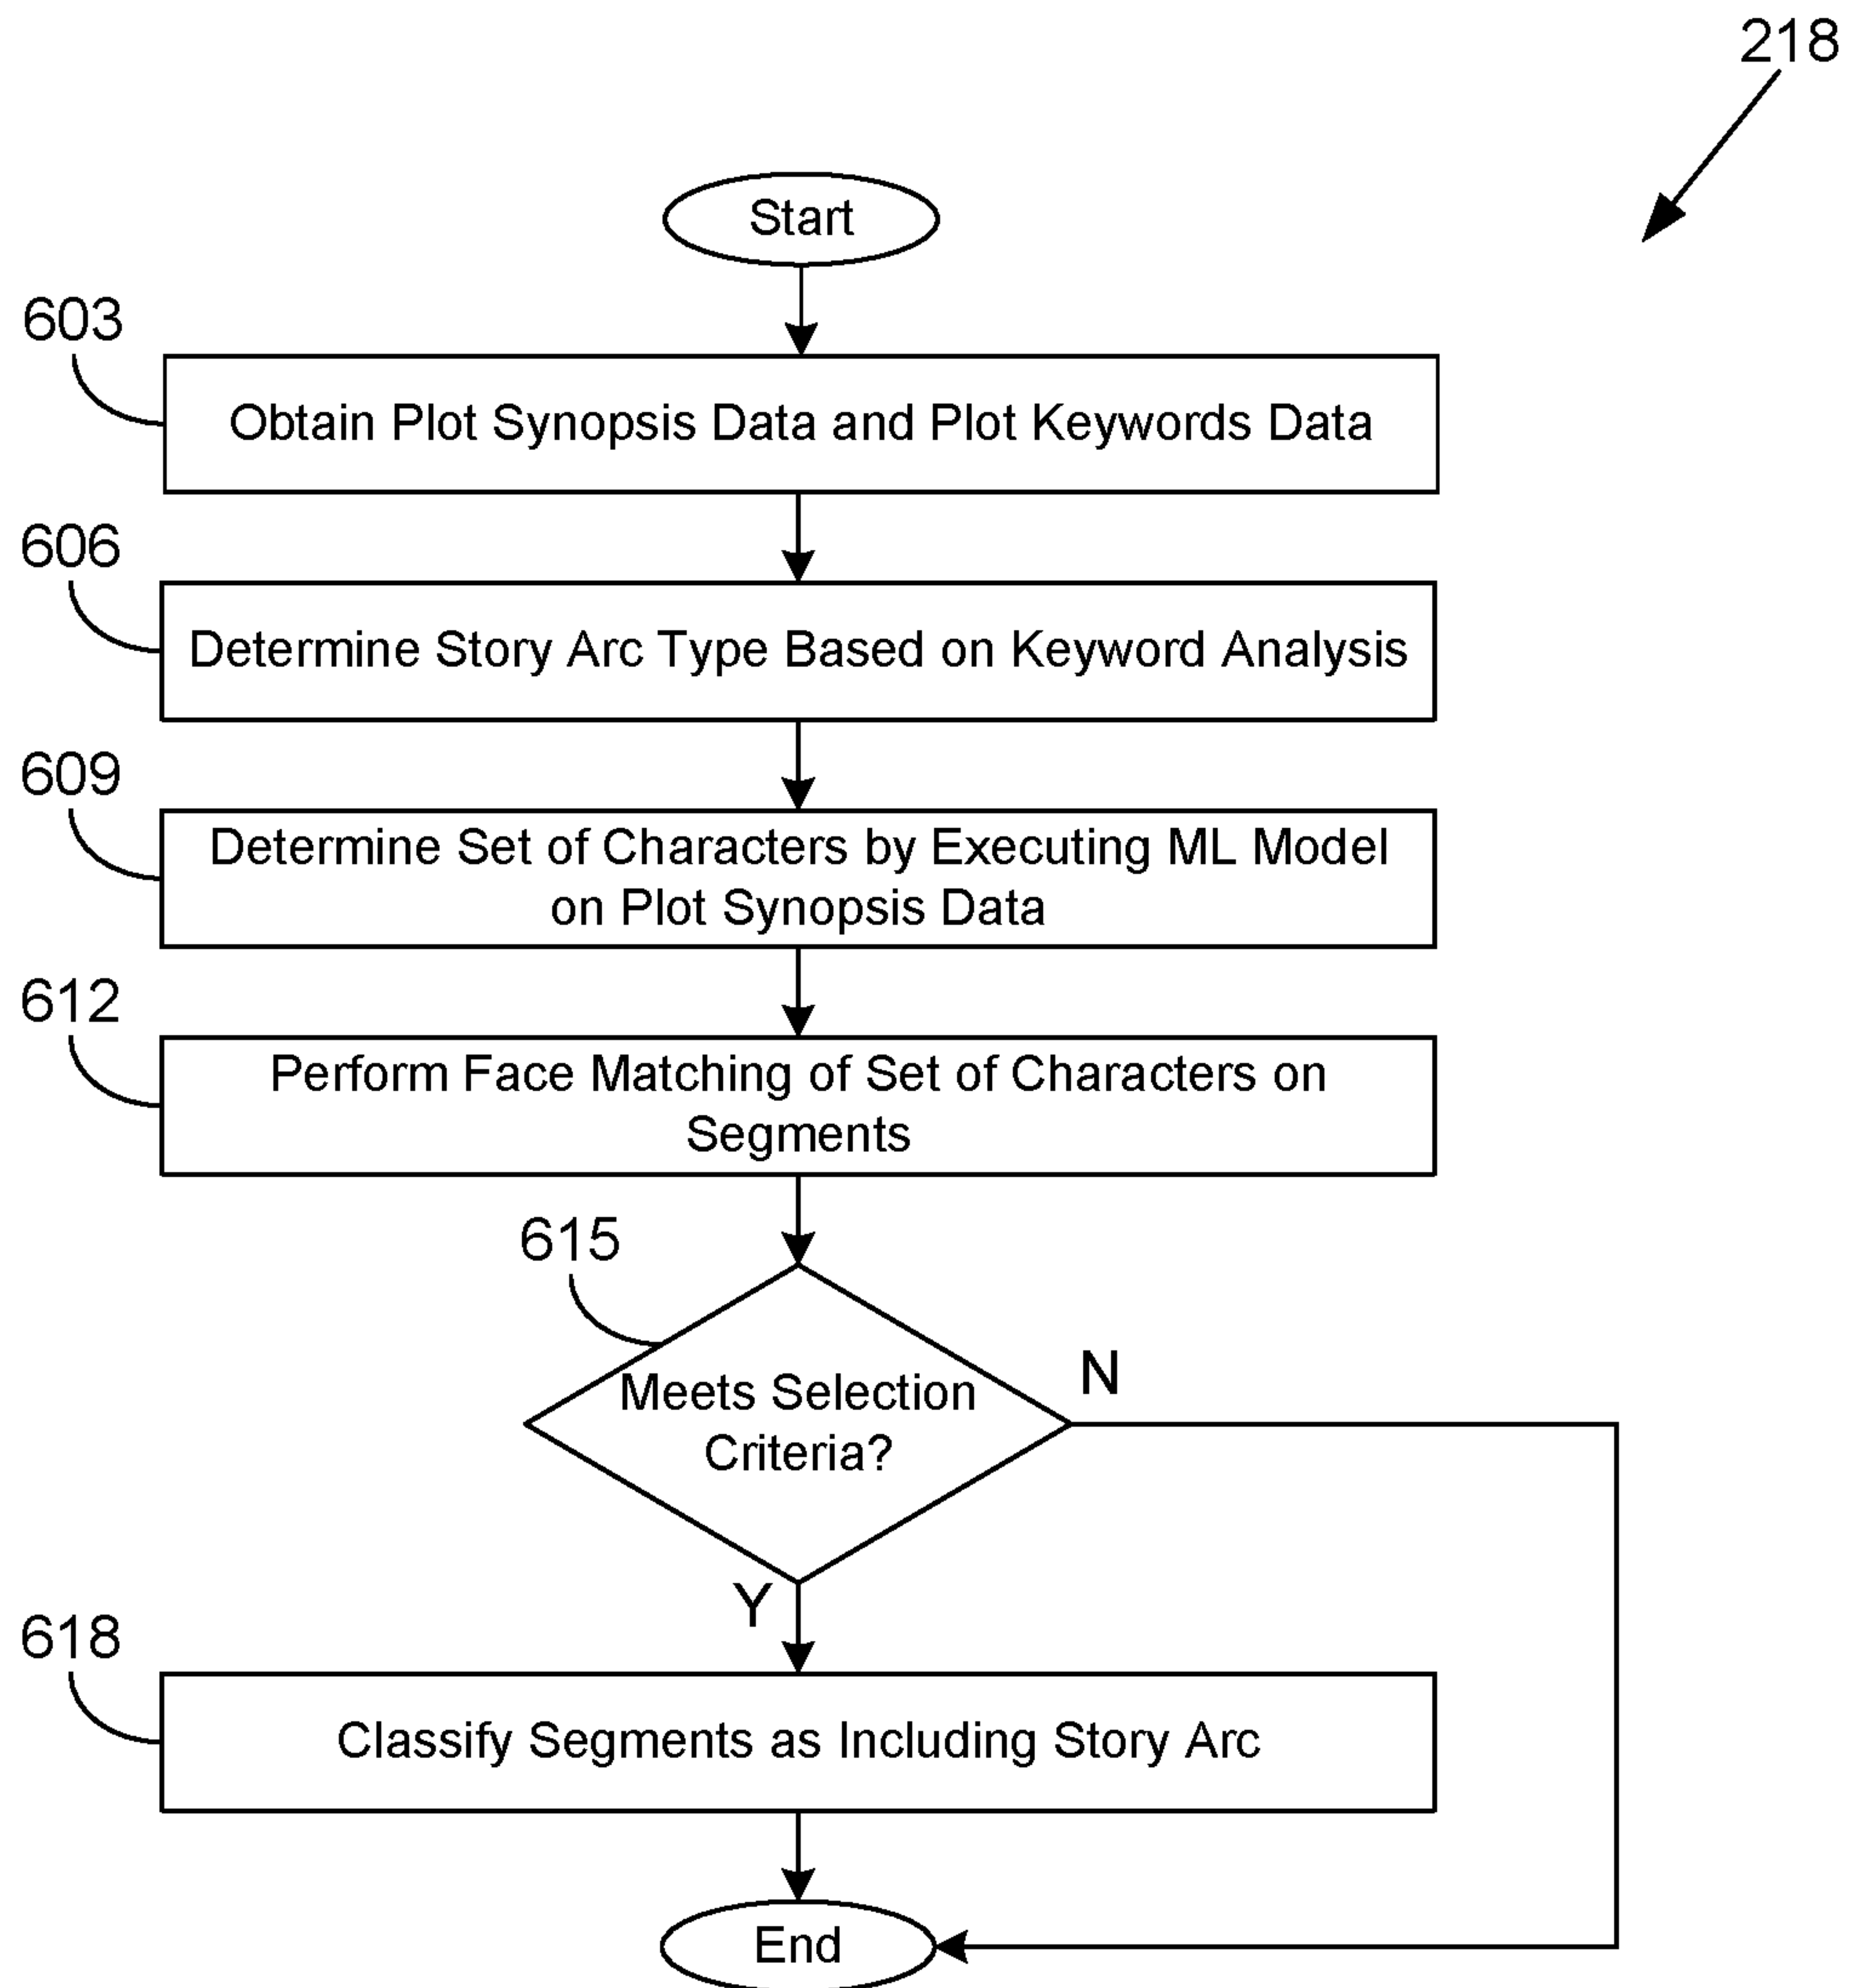 218
Start
603
Obtain Plot Synopsis Data and Plot Keywords Data
606
Determine Story Arc Type Based on Keyword Analysis
609
Determine Set of Characters by Executing ML Model
on Plot Synopsis Data
612
Perform Face Matching of Set of Characters on
Segments
615
Meets Selection
Criteria?
N
Y
618
Classify Segments as Including Story Arc
End